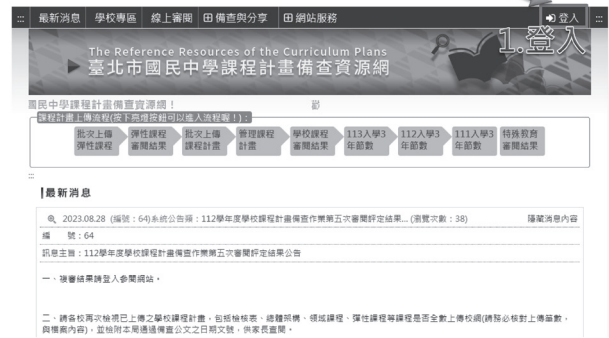 ::: 最新消息 學校專區 線上審閱 備查與分享 網站服務 登入 :::
1.登入
The Reference Resources of the Curriculum Plans
臺北市國民中學課程計畫備查資源網
國民中學課程計畫備查資源網! 歡
課程計畫上傳流程(按下亮燈按鈕可以進入流程喔!):
批次上傳 彈性課程 批次上傳 管理課程 學校課程 113入學3 112入學3 111入學3 特殊教育
彈性課程 審閱結果 課程計畫 計畫 審閱結果 年節數 年節數 年節數 審閱結果
:::
最新消息
2023.08.28 (編號:64)系統公告類:112學年度學校課程計畫備查作業第五次審閱評定結果... (瀏覽次數:38) 隱藏消息內容
編 號:64
訊息主旨:112學年度學校課程計畫備查作業第五次審閱評定結果公告
一、複審結果請登入參閱網站。
二、請各校再次檢視已上傳之學校課程計畫,包括檢核表、總體架構、領域課程、彈性課程等課程是否全數上傳校網(請務必核對上傳筆數,
與檔案內容),並檢附本局通過備查公文之日期文號,供家長查閱。